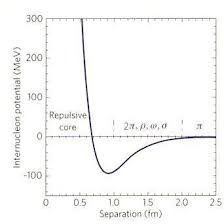 300
200
100
0
-100
Internucleon potential (MeV)
Repulsive
core
2π, ρ, ω, σ
π
0
0.5
1.0
1.5
2.0
2.5
Separation (fm)